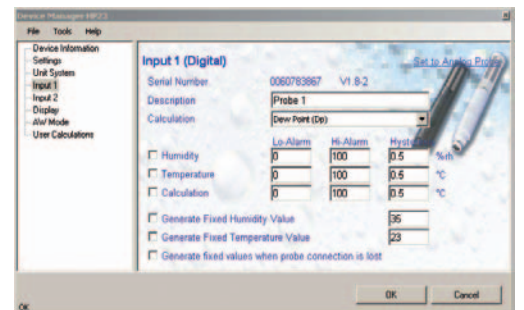 Device Manager HP23
File Tools Help
Device Information
Settings
Unit System
Input 1
Input 2
Display
AW Mode
User Calculations
Input 1 (Digital)
Set to Analog Probe
Serial Number 0060783867 V1.8-2
Description Probe 1
Calculation Dew Point (Dp)
Lo-Alarm Hi-Alarm
Humidity 0 100 0.5 %rh
Temperature 0 100 0.5 °C
Calculation 0 100 0.5 °C
Generate Fixed Humidity Value 35
Generate Fixed Temperature Value 23
Generate fixed values when probe connection is lost
OK Cancel
OK